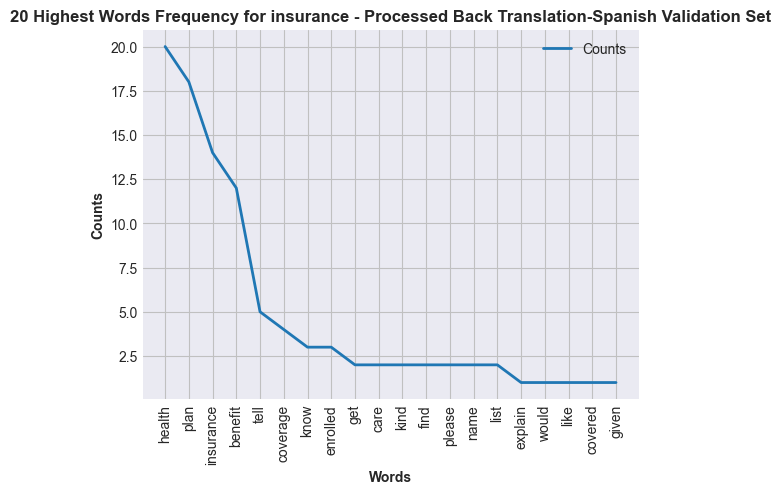 20 Highest Words Frequency for insurance - Processed Back Translation-Spanish Validation Set
Counts
20.0
17.5
15.0
12.5
10.0
7.5
5.0
2.5
Counts
health
plan
insurance
benefit
tell
coverage
know
enrolled
get
care
kind
find
please
name
list
explain
would
like
covered
given
Words